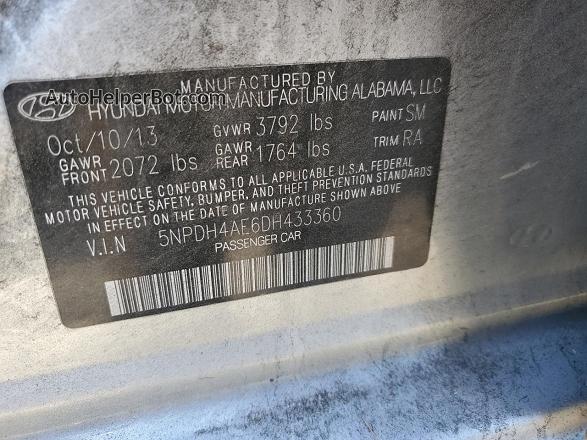 MANUFACTURED BY
HYUNDAI MOTOR MANUFACTURING ALABAMA, LLC
AutoHelperBot.com
Oct/10/13 GVWR 3792 lbs PAINT SM
GAWR FRONT 2072 lbs GAWR REAR 1764 lbs TRIM RA
THIS VEHICLE CONFORMS TO ALL APPLICABLE U.S.A. FEDERAL
MOTOR VEHICLE SAFETY, BUMPER, AND THEFT PREVENTION STANDARDS
IN EFFECT ON THE DATE OF MANUFACTURE SHOWN ABOVE
V.I.N 5NPDH4AE6DH433360
PASSENGER CAR